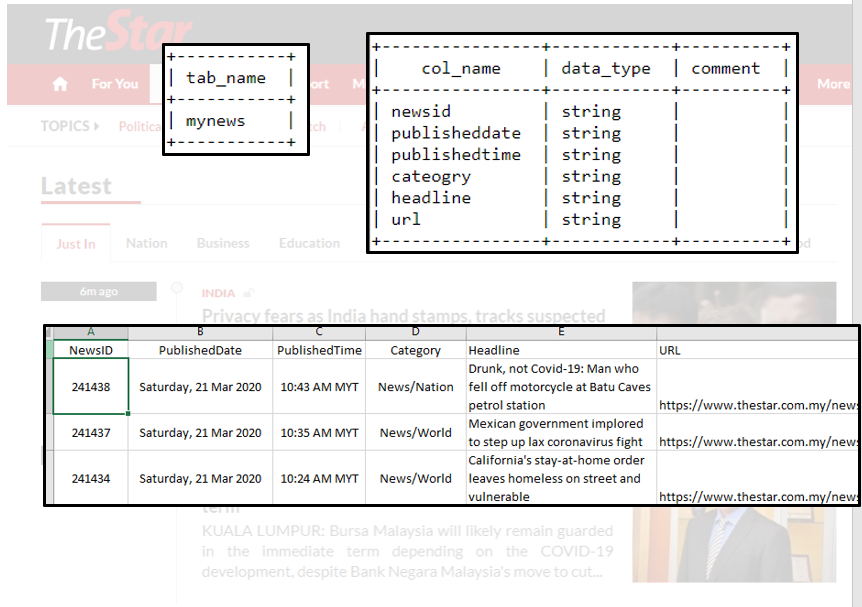 TheStar
For You
ort
M
More
TOPICS
Politica
tch
Latest
Just In Nation Business Education
od
6m ago
INDIA
Privacy fears as India hand stamps, tracks suspected
+-----------+
| tab_name |
+-----------+
| mynews |
+-----------+
+-----------------+------------+----------+
| col_name | data_type | comment |
+-----------------+------------+----------+
| newsid | string | |
| publisheddate | string | |
| publishedtime | string | |
| cateogry | string | |
| headline | string | |
| url | string | |
+-----------------+------------+----------+
A B C D E
NewsID PublishedDate PublishedTime Category Headline URL
241438 Saturday, 21 Mar 2020 10:43 AM MYT News/Nation Drunk, not Covid-19: Man who
fell off motorcycle at Batu Caves
petrol station https://www.thestar.com.my/news
241437 Saturday, 21 Mar 2020 10:35 AM MYT News/World Mexican government implored
to step up lax coronavirus fight https://www.thestar.com.my/news
241434 Saturday, 21 Mar 2020 10:24 AM MYT News/World California's stay-at-home order
leaves homeless on street and
vulnerable https://www.thestar.com.my/news
term
KUALA LUMPUR: Bursa Malaysia will likely remain guarded
in the immediate term depending on the COVID-19
development, despite Bank Negara Malaysia's move to cut...